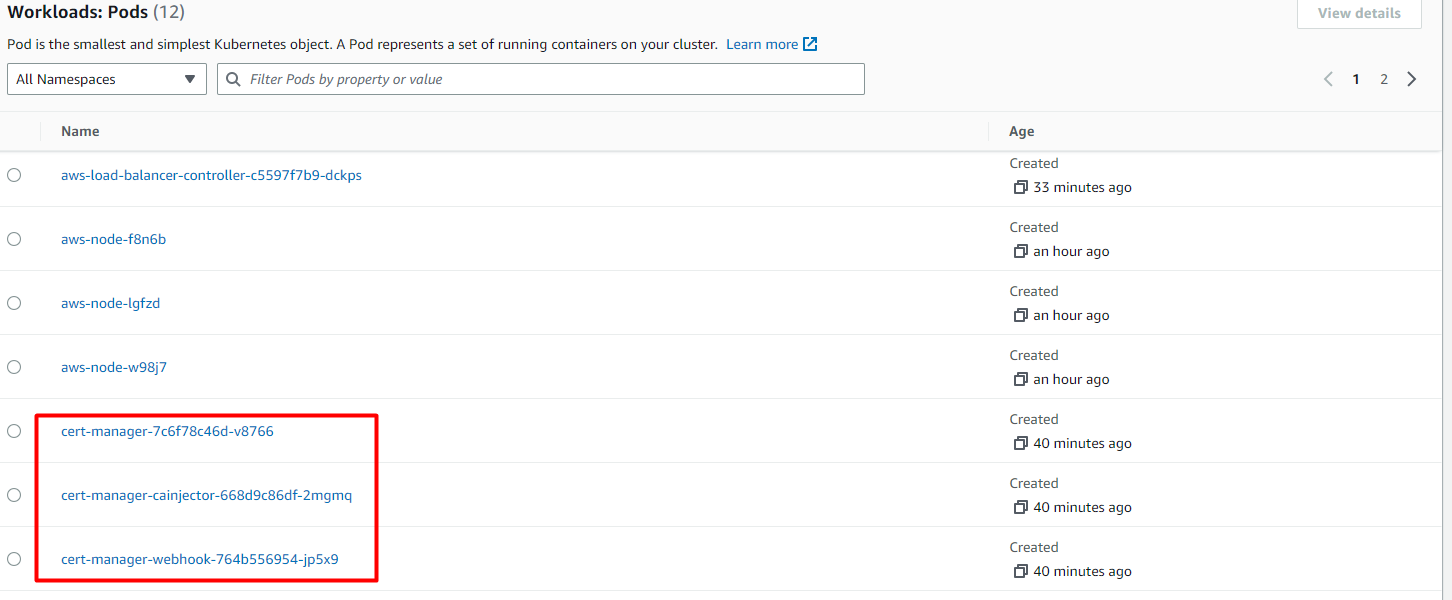 Workloads: Pods (12)
View details
Pod is the smallest and simplest Kubernetes object. A Pod represents a set of running containers on your cluster. Learn more
All Namespaces
Filter Pods by property or value
1 2
Name Age
aws-load-balancer-controller-c5597f7b9-dckps
Created
33 minutes ago
aws-node-f8n6b
Created
an hour ago
aws-node-lgfzd
Created
an hour ago
aws-node-w98j7
Created
an hour ago
cert-manager-7c6f78c46d-v8766
Created
40 minutes ago
cert-manager-cainjector-668d9c86df-2mgmq
Created
40 minutes ago
cert-manager-webhook-764b556954-jp5x9
Created
40 minutes ago